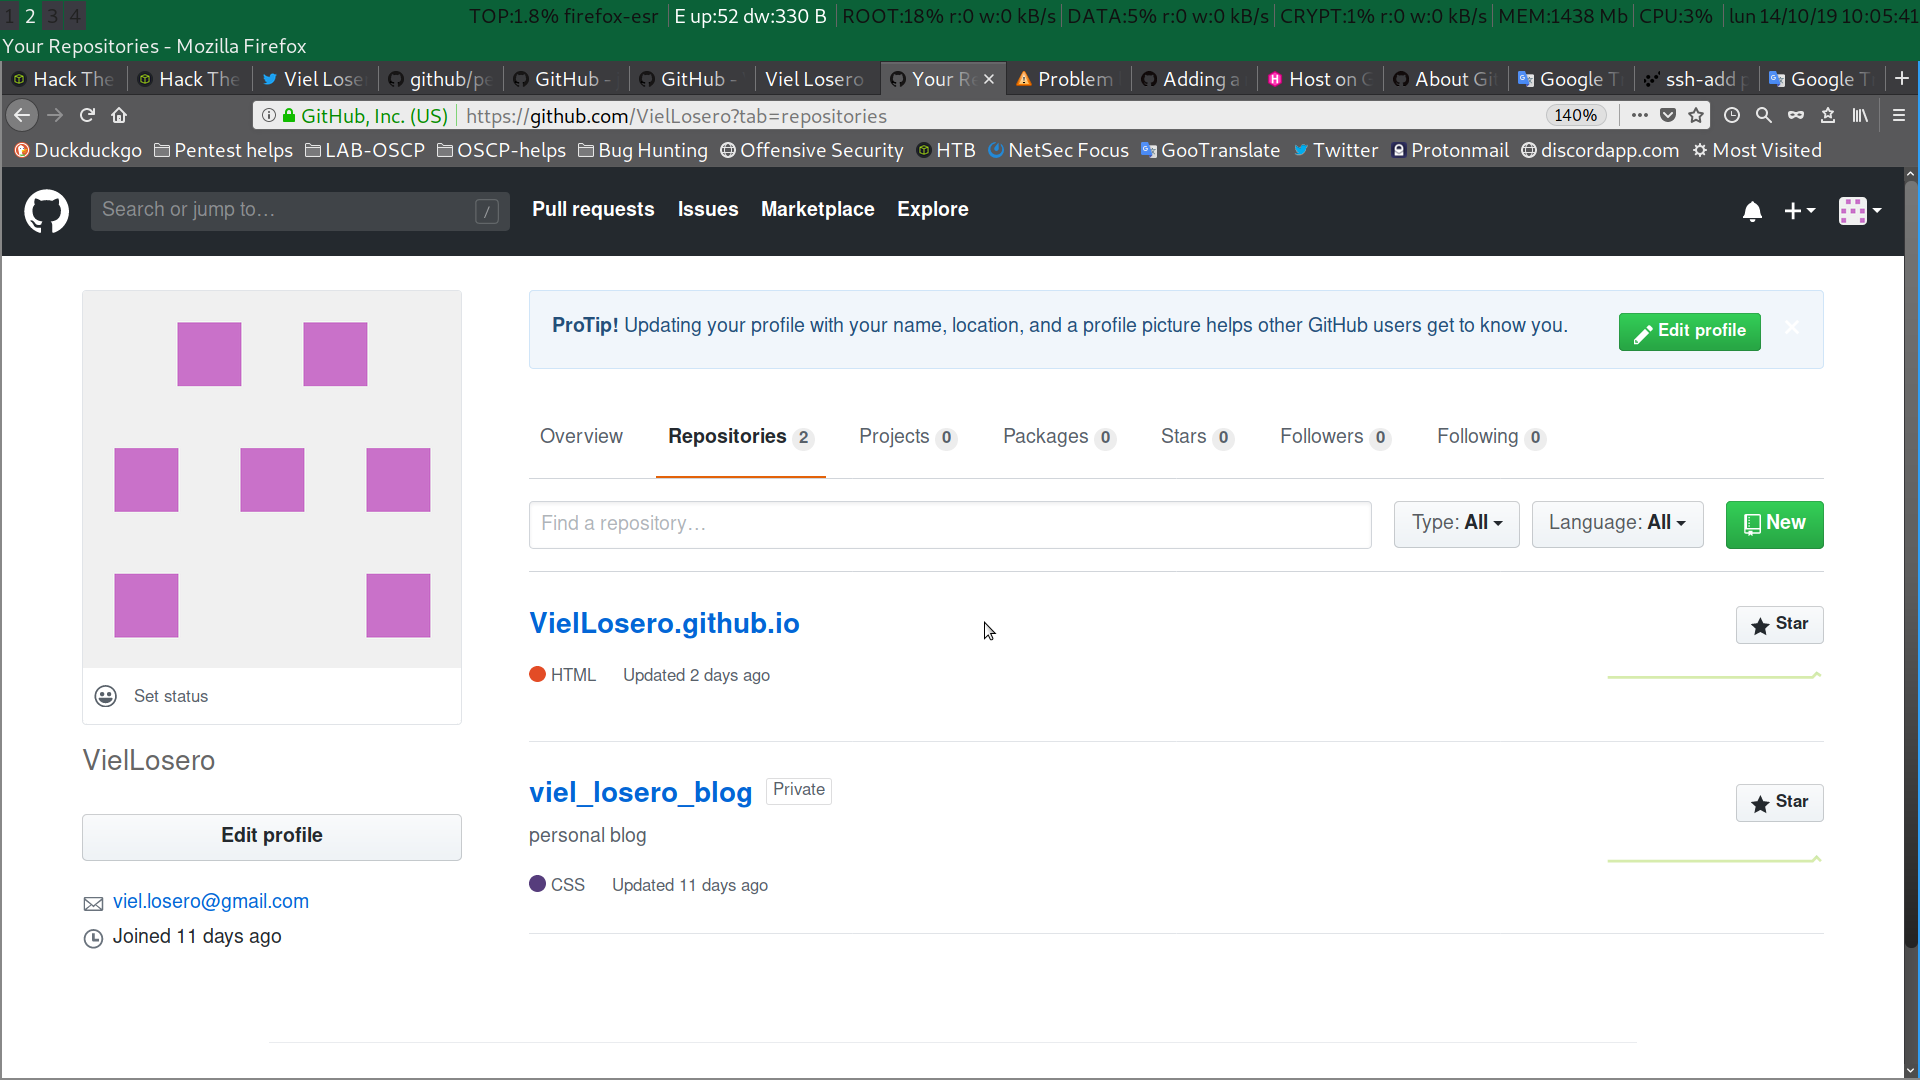 1 2 3 4 TOP:1.8% firefox-esr E up:52 dw:330 B ROOT:18% r:0 w:0 kB/s DATA:5% r:0 w:0 kB/s CRYPT:1% r:0 w:0 kB/s MEM:1438 Mb CPU:3% lun 14/10/19 10:05:41
Your Repositories - Mozilla Firefox
Hack The Hack The Viel Lose github/pe GitHub - GitHub - Viel Losero Your Re Problem Adding a Host on G About Git Google T ssh-add p Google T
GitHub, Inc. (US) https://github.com/VielLosero?tab=repositories 140%
Duckduckgo Pentest helps LAB-OSCP OSCP-helps Bug Hunting Offensive Security HTB NetSec Focus GooTranslate Twitter Protonmail discordapp.com Most Visited
Search or jump to… / Pull requests Issues Marketplace Explore
ProTip! Updating your profile with your name, location, and a profile picture helps other GitHub users get to know you. Edit profile
Overview Repositories 2 Projects 0 Packages 0 Stars 0 Followers 0 Following 0
Find a repository… Type: All Language: All New
VielLosero.github.io Star
HTML Updated 2 days ago
Set status
VielLosero
viel_losero_blog Private Star
personal blog
Edit profile
CSS Updated 11 days ago
viel.losero@gmail.com
Joined 11 days ago